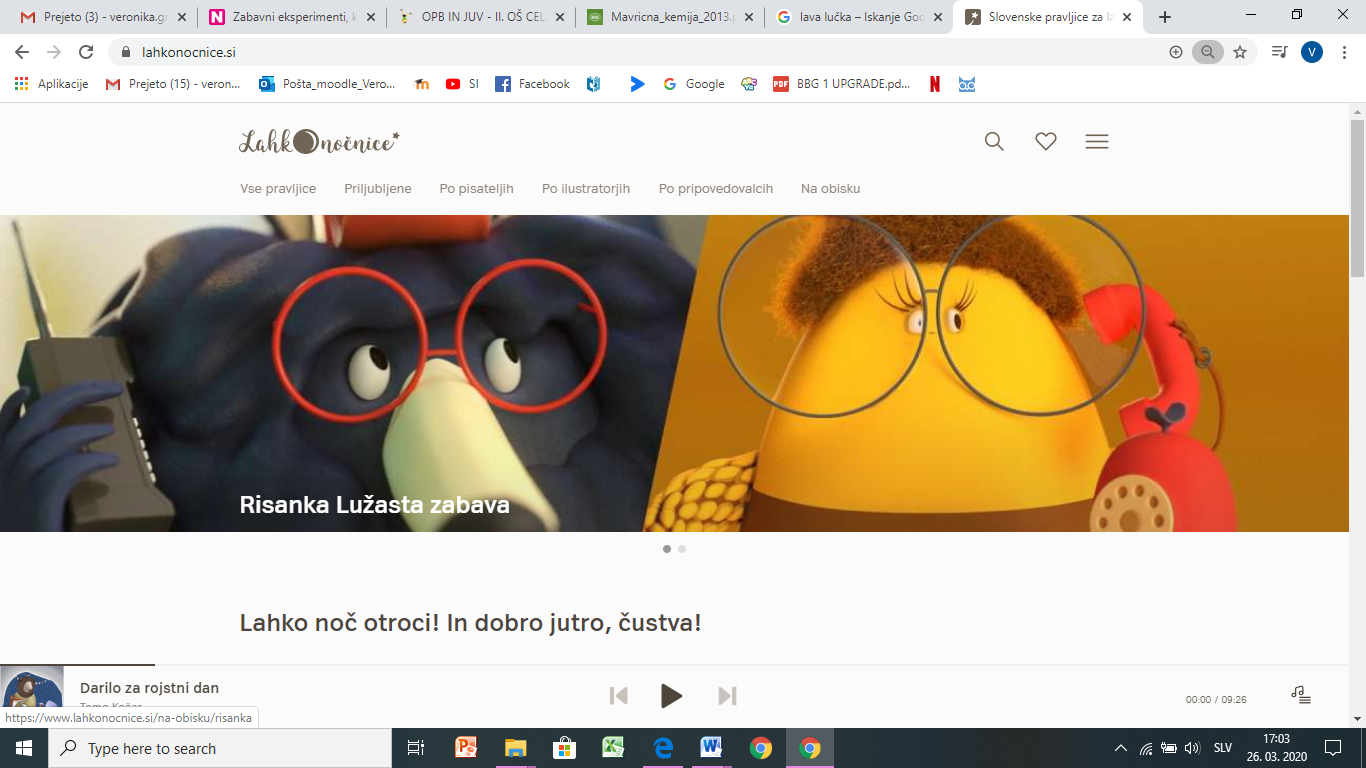 Prejeto (3) - veronika.gr
Zabavni eksperimenti, k
OPB IN JUV - II. OŠ CEL
Mavricna_kemija_2013.p
lava lučka – Iskanje Goo
Slovenske pravljice za la
lahkonocnice.si
V
Aplikacije
Prejeto (15) - veron...
Pošta_moodle_Vero...
SI
Facebook
Google
PDF
BBG 1 UPGRADE.pd...
Lahkonočnice
Vse pravljice
Priljubljene
Po pisateljih
Po ilustratorjih
Po pripovedovalcih
Na obisku
Risanka Lužasta zabava
Lahko noč otroci! In dobro jutro, čustva!
Darilo za rojstni dan
00:00 / 09:26
https://www.lahkonocnice.si/na-obisku/risanka
Type here to search
SLV
17:03
26. 03. 2020